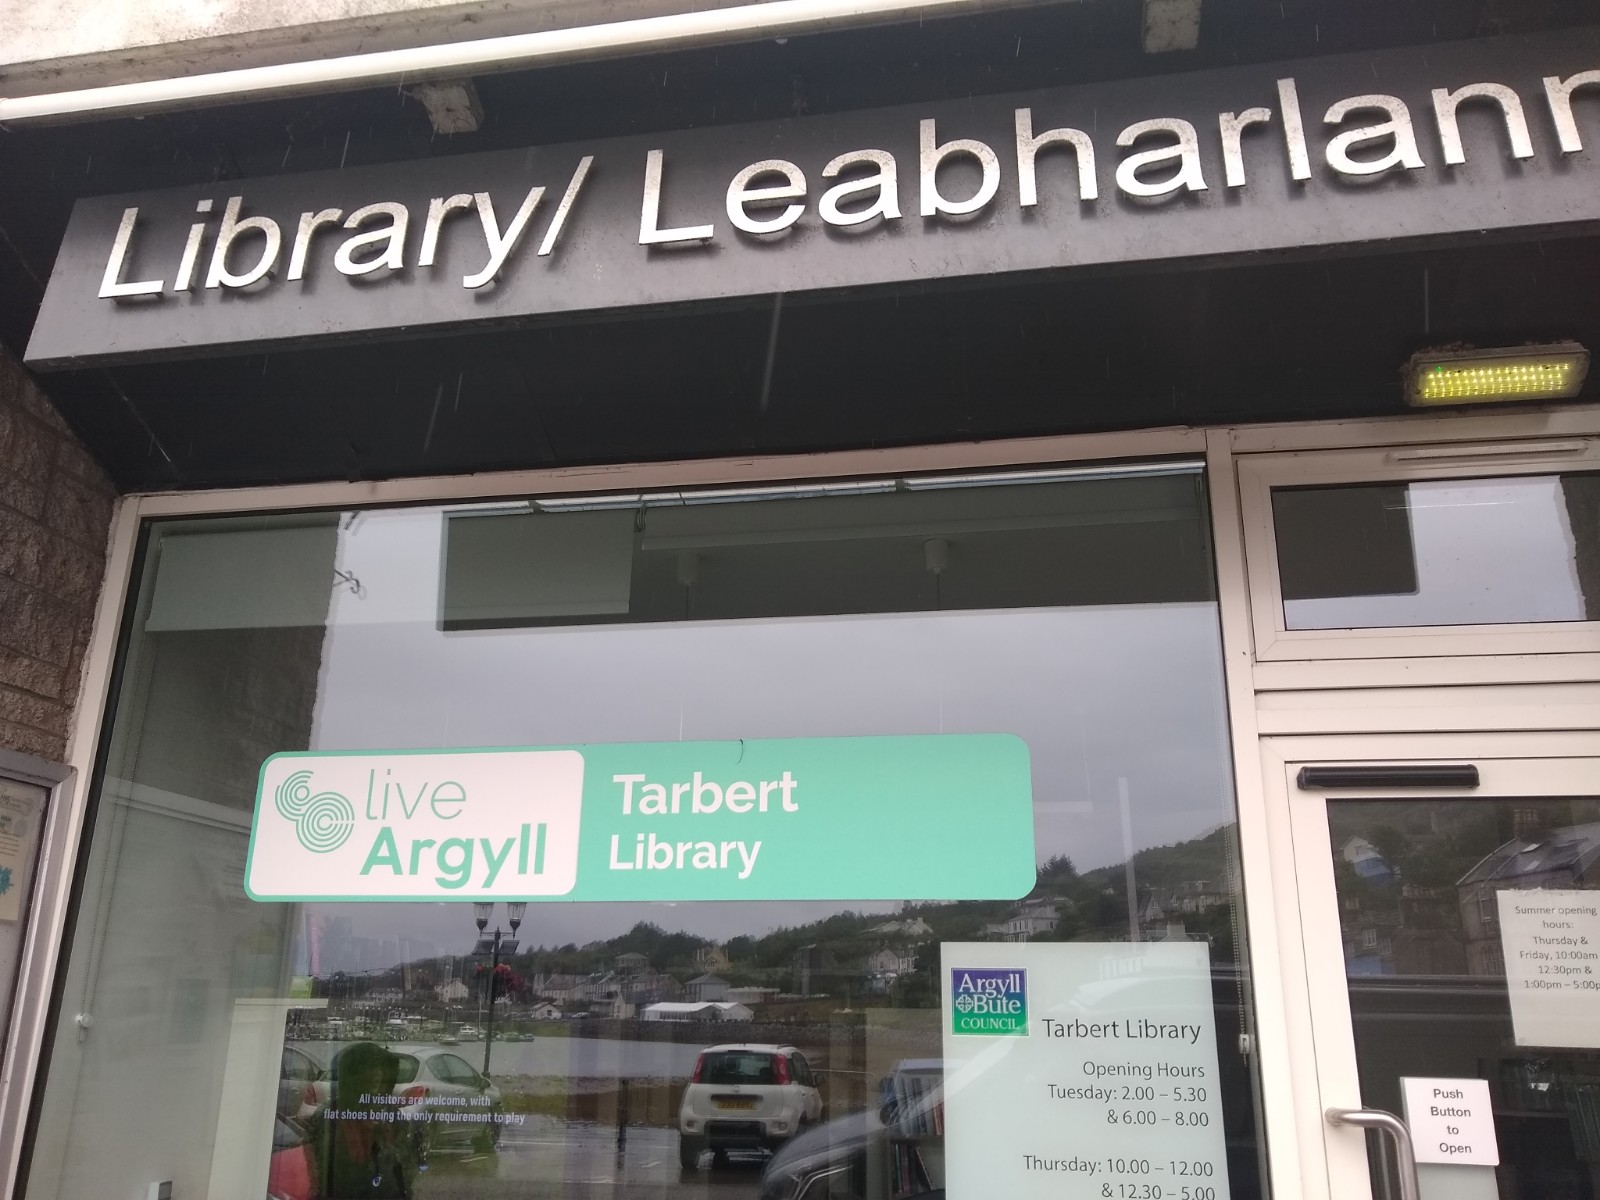 Library/ Leabharlann
live
Argyll
Tarbert
Library
Argyll
Bute
COUNCIL
Tarbert Library
Opening Hours
Tuesday: 2.00 – 5.30
& 6.00 – 8.00
Thursday: 10.00 – 12.00
& 12.30 – 5.00
All visitors are welcome, with
flat shoes being the only requirement to play
Summer opening
hours:
Thursday &
Friday, 10:00am
12:30pm &
1:00pm – 5:00p
Push
Button
to
Open